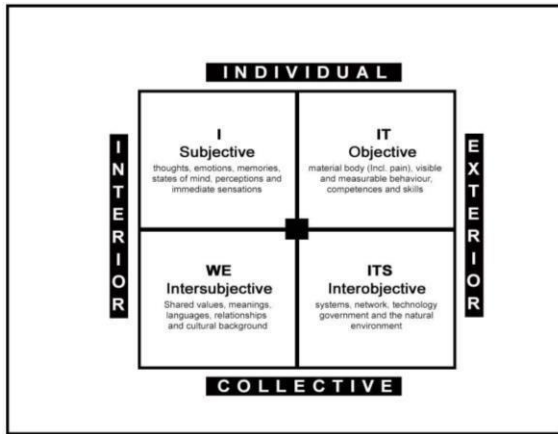 INDIVIDUAL
INTERIOR
EXTERIOR
I
Subjective
thoughts, emotions, memories,
states of mind, perceptions and
immediate sensations
IT
Objective
material body (Incl. pain), visible
and measurable behaviour,
competences and skills
WE
Intersubjective
Shared values, meanings,
languages, relationships
and cultural background
ITS
Interobjective
systems, network, technology
government and the natural
environment
COLLECTIVE